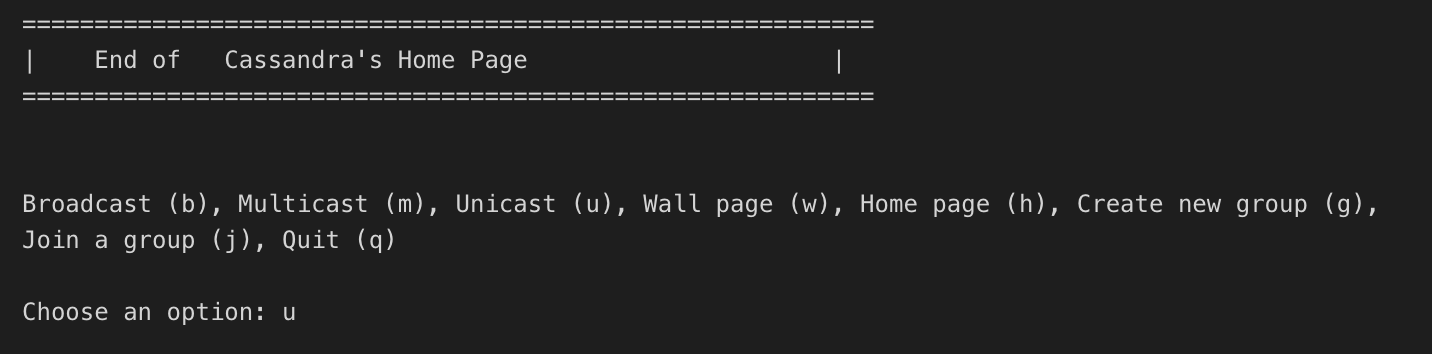 ===========================================================
|    End of   Cassandra's Home Page                     |
===========================================================
Broadcast (b), Multicast (m), Unicast (u), Wall page (w), Home page (h), Create new group (g),
Join a group (j), Quit (q)
Choose an option: u